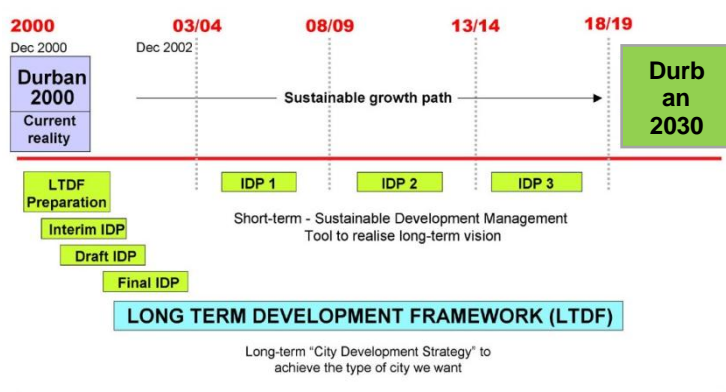 2000
03/04
08/09
13/14
18/19
Dec 2000
Dec 2002
Durban
2000
Current
reality
Sustainable growth path
Durb
an
2030
LTDF
Preparation
IDP 1
IDP 2
IDP 3
Interim IDP
Draft IDP
Final IDP
Short-term - Sustainable Development Management
Tool to realise long-term vision
LONG TERM DEVELOPMENT FRAMEWORK (LTDF)
Long-term "City Development Strategy" to
achieve the type of city we want